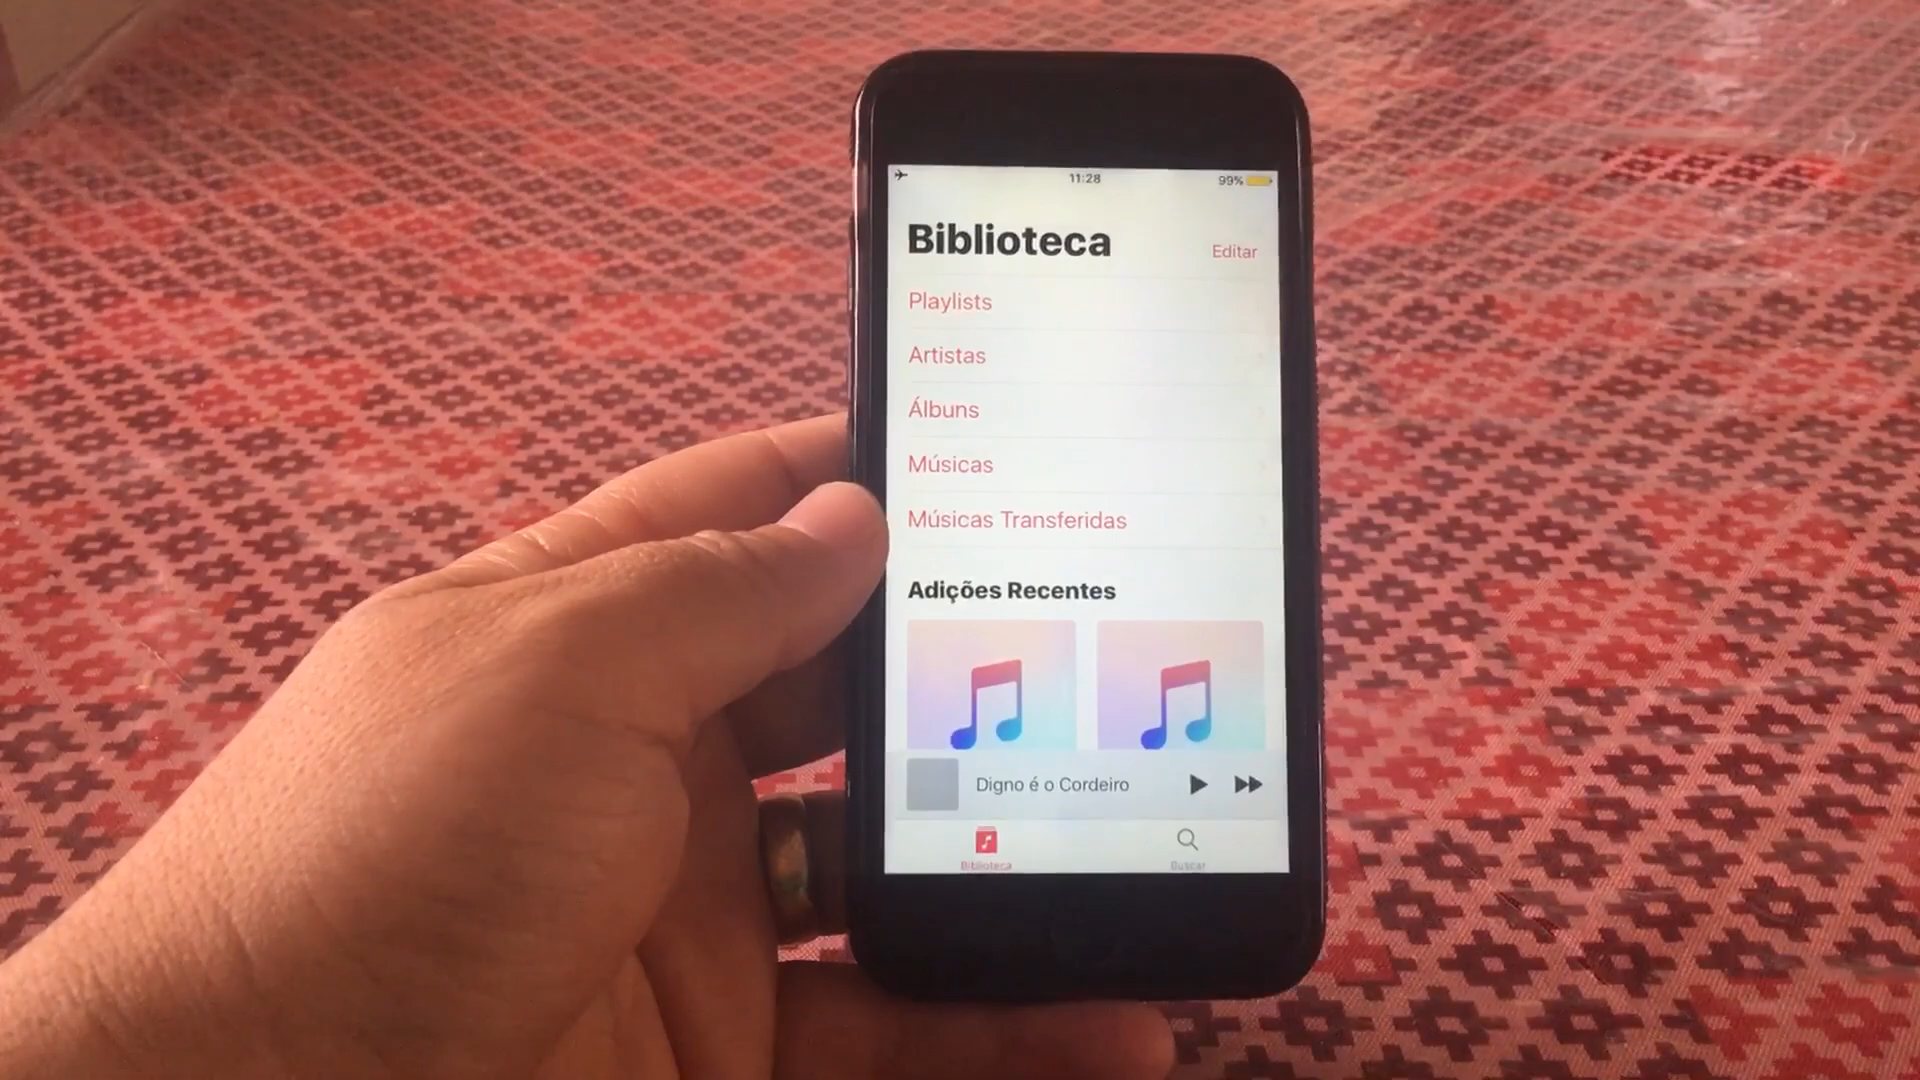 11:28
99%
Biblioteca
Editar
Playlists
Artistas
Álbuns
Músicas
Músicas Transferidas
Adições Recentes
Digno é o Cordeiro
Biblioteca
Buscar